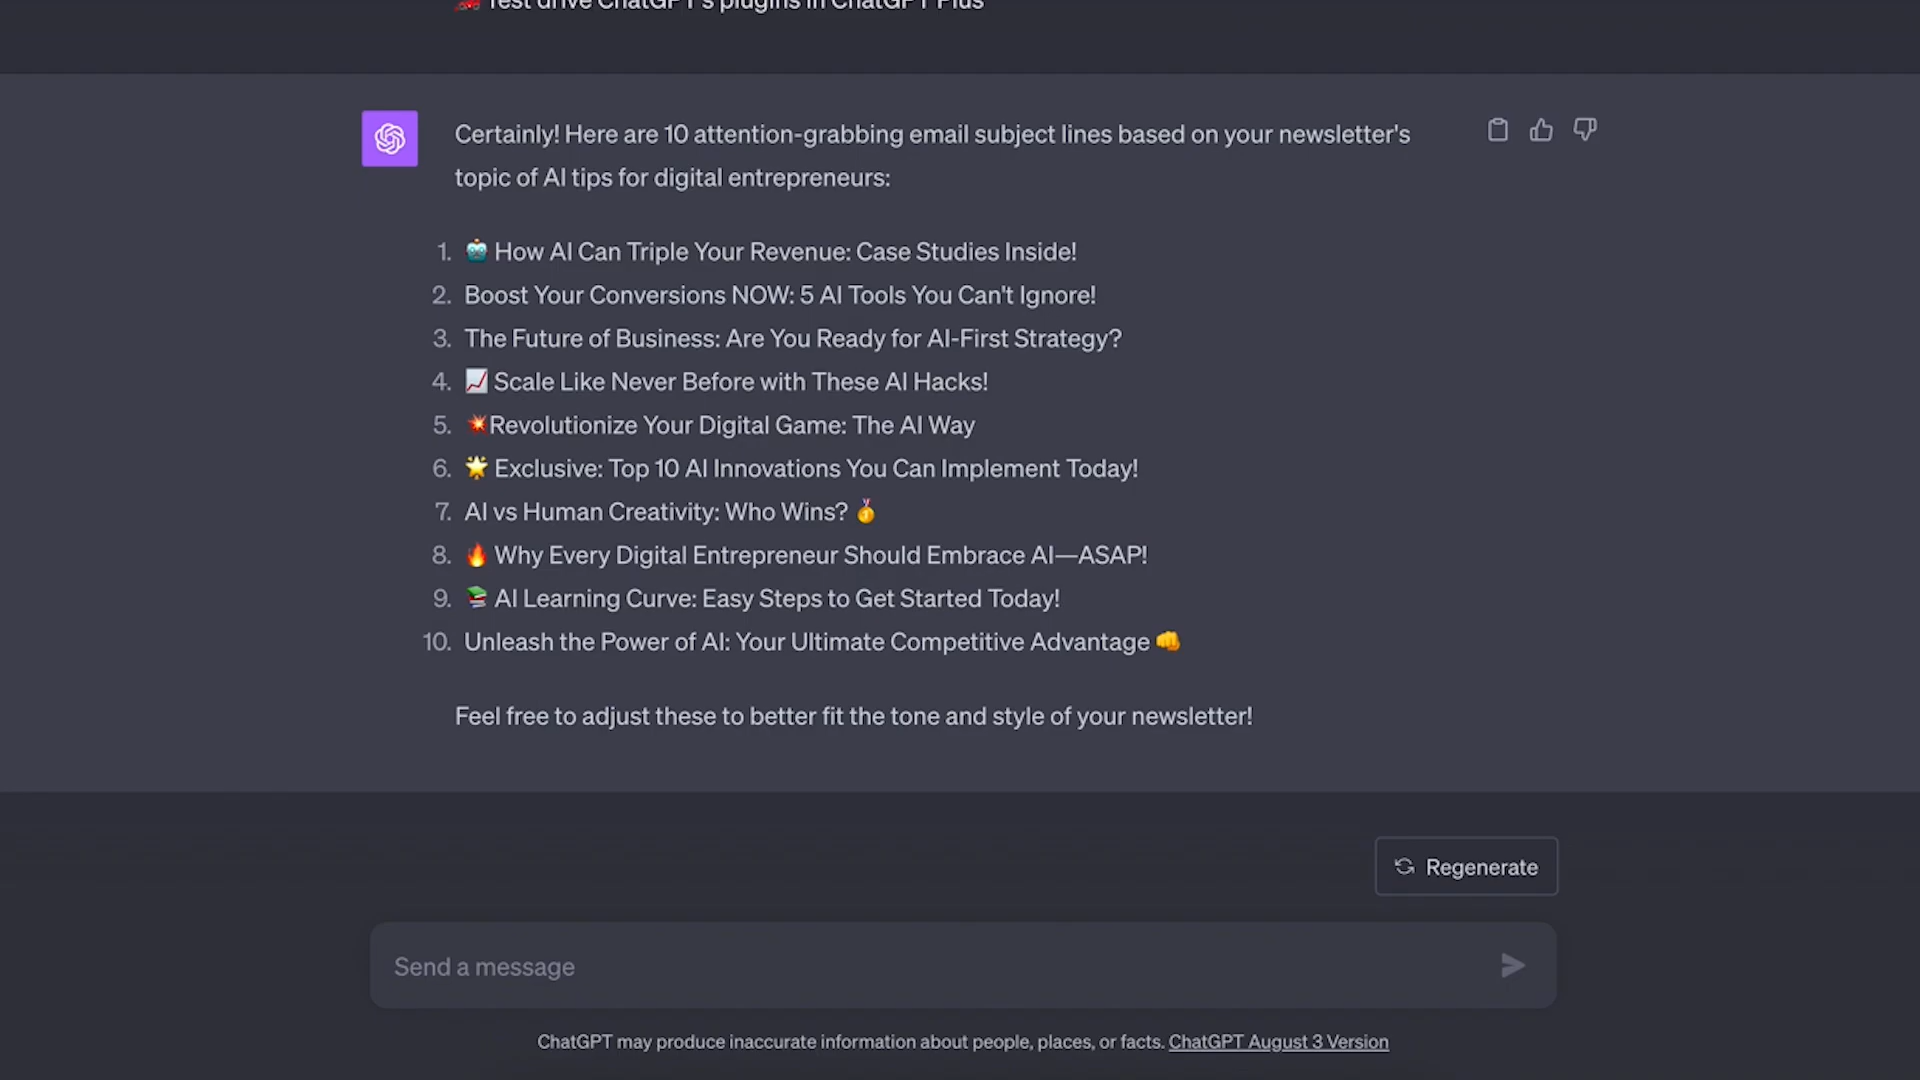 🏎️ Test drive ChatGPT's plugins in ChatGPT Plus
Certainly! Here are 10 attention-grabbing email subject lines based on your newsletter's
topic of AI tips for digital entrepreneurs:
1. 🤖 How AI Can Triple Your Revenue: Case Studies Inside!
2. Boost Your Conversions NOW: 5 AI Tools You Can't Ignore!
3. The Future of Business: Are You Ready for AI-First Strategy?
4. 📈 Scale Like Never Before with These AI Hacks!
5. 💥Revolutionize Your Digital Game: The AI Way
6. 🌟 Exclusive: Top 10 AI Innovations You Can Implement Today!
7. AI vs Human Creativity: Who Wins? 🏅
8. 🔥 Why Every Digital Entrepreneur Should Embrace AI—ASAP!
9. 📚 AI Learning Curve: Easy Steps to Get Started Today!
10. Unleash the Power of AI: Your Ultimate Competitive Advantage 👊
Feel free to adjust these to better fit the tone and style of your newsletter!
Regenerate
Send a message
ChatGPT may produce inaccurate information about people, places, or facts. ChatGPT August 3 Version